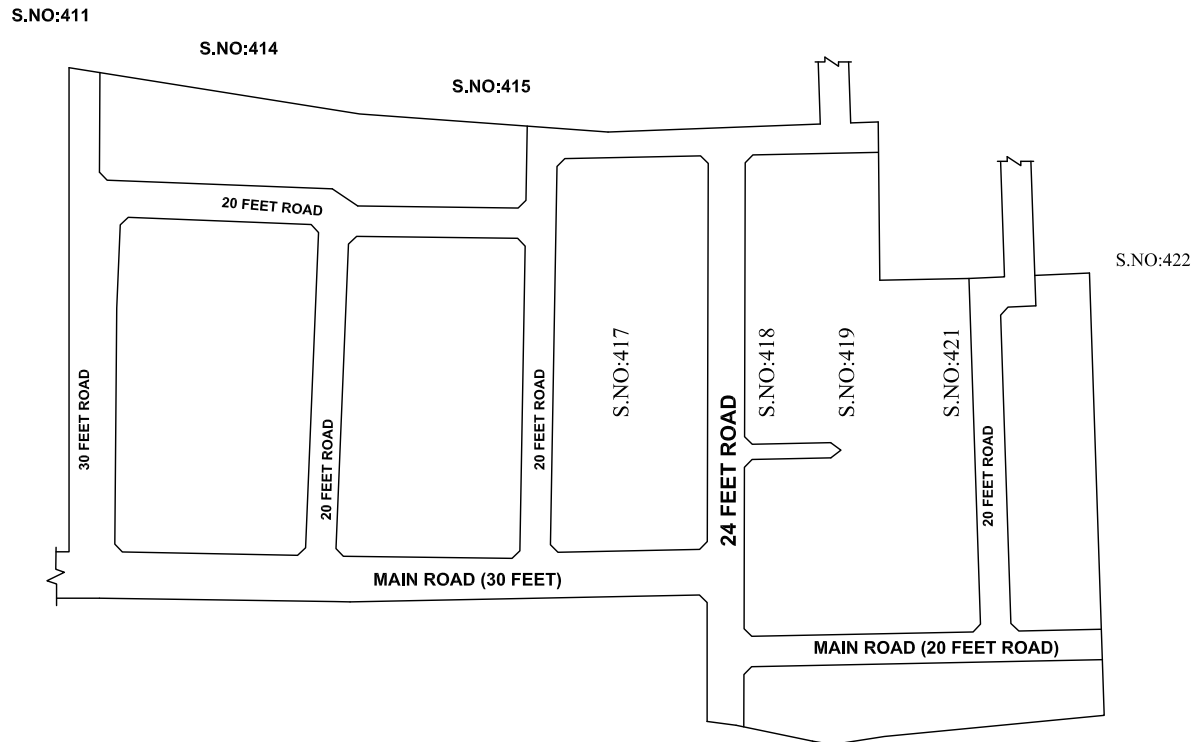 S.NO:411
S.NO:414
S.NO:415
20 FEET ROAD
S.NO:422
30 FEET ROAD
20 FEET ROAD
20 FEET ROAD
S.NO:417
24 FEET ROAD
S.NO:418
S.NO:419
S.NO:421
20 FEET ROAD
MAIN ROAD (30 FEET)
MAIN ROAD (20 FEET ROAD)